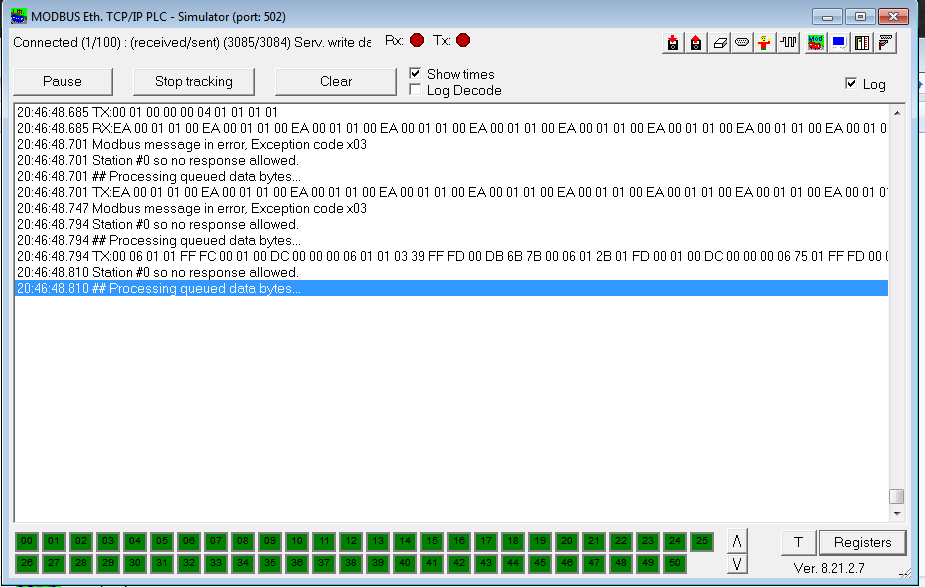 MODBUS Eth. TCP/IP PLC - Simulator (port: 502)
Connected (1/100) : (received/sent) (3085/3084) Serv. write da Rx: Tx:
Pause Stop tracking Clear Show times
Log Decode Log
20:46:48.685 TX:00 01 00 00 00 04 01 01 01 01
20:46:48.685 RX:EA 00 01 01 00 EA 00 01 01 00 EA 00 01 01 00 EA 00 01 01 00 EA 00 01 01 00 EA 00 01 01 00 EA 00 01 01 00 EA 00 01 01 00 EA 00 01 0
20:46:48.701 Modbus message in error, Exception code x03
20:46:48.701 Station #0 so no response allowed.
20:46:48.701 ## Processing queued data bytes...
20:46:48.701 TX:EA 00 01 01 00 EA 00 01 01 00 EA 00 01 01 00 EA 00 01 01 00 EA 00 01 01 00 EA 00 01 01 00 EA 00 01 01 00 EA 00 01 01 00 EA 00 01
20:46:48.747 Modbus message in error, Exception code x03
20:46:48.794 Station #0 so no response allowed.
20:46:48.794 ## Processing queued data bytes...
20:46:48.794 TX:00 06 01 01 FF FC 00 01 00 DC 00 00 00 06 01 01 03 39 FF FD 00 DB 6B 7B 00 06 01 2B 01 FD 00 01 00 DC 00 00 00 06 75 01 FF FD 00
20:46:48.810 Station #0 so no response allowed.
20:46:48.810 ## Processing queued data bytes...
00 01 02 03 04 05 06 07 08 09 10 11 12 13 14 15 16 17 18 19 20 21 22 23 24 25 Λ T Registers
26 27 28 29 30 31 32 33 34 35 36 37 38 39 40 41 42 43 44 45 46 47 48 49 50 V
Ver. 8.21.2.7